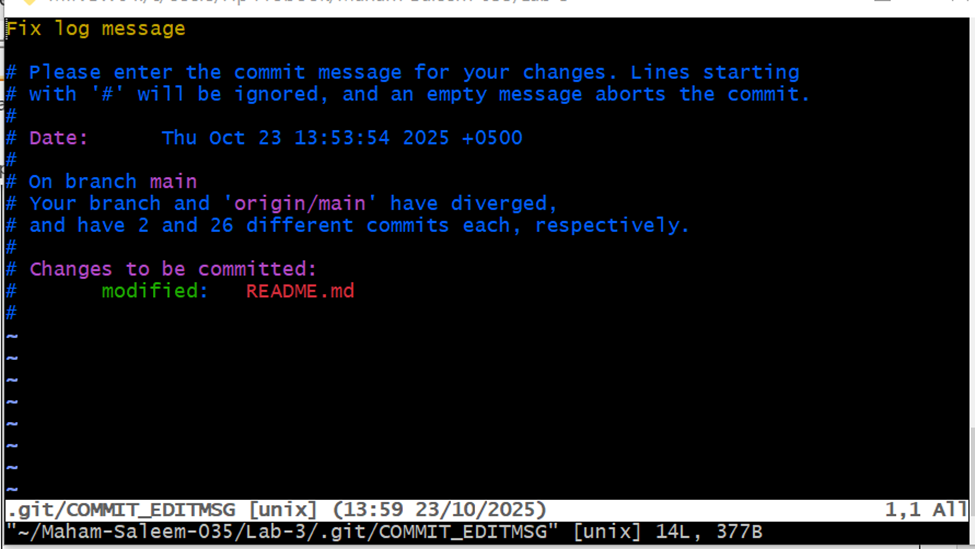 Fix log message
# Please enter the commit message for your changes. Lines starting
# with '#' will be ignored, and an empty message aborts the commit.
#
# Date:      Thu Oct 23 13:53:54 2025 +0500
#
# On branch main
# Your branch and 'origin/main' have diverged,
# and have 2 and 26 different commits each, respectively.
#
# Changes to be committed:
#       modified:   README.md
#
~
~
~
~
~
~
~
~
.git/COMMIT_EDITMSG [unix] (13:59 23/10/2025) 1,1 All
"~/Maham-Saleem-035/Lab-3/.git/COMMIT_EDITMSG" [unix] 14L, 377B